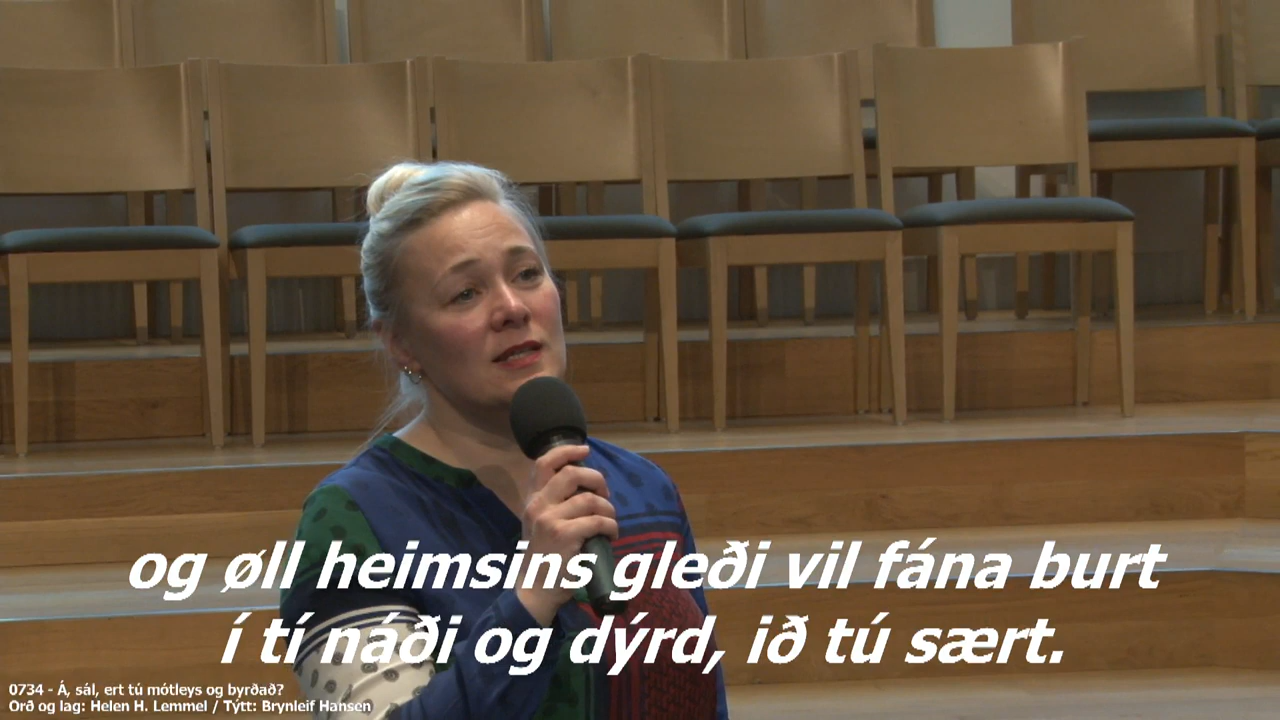 og øll heimsins gleði vil fána burt
í tí náði og dýrd, ið tú sært.
0734 - Á, sál, ert tú mótleys og byrðað?
Orð og lag: Helen H. Lemmel / Týtt: Brynleif Hansen